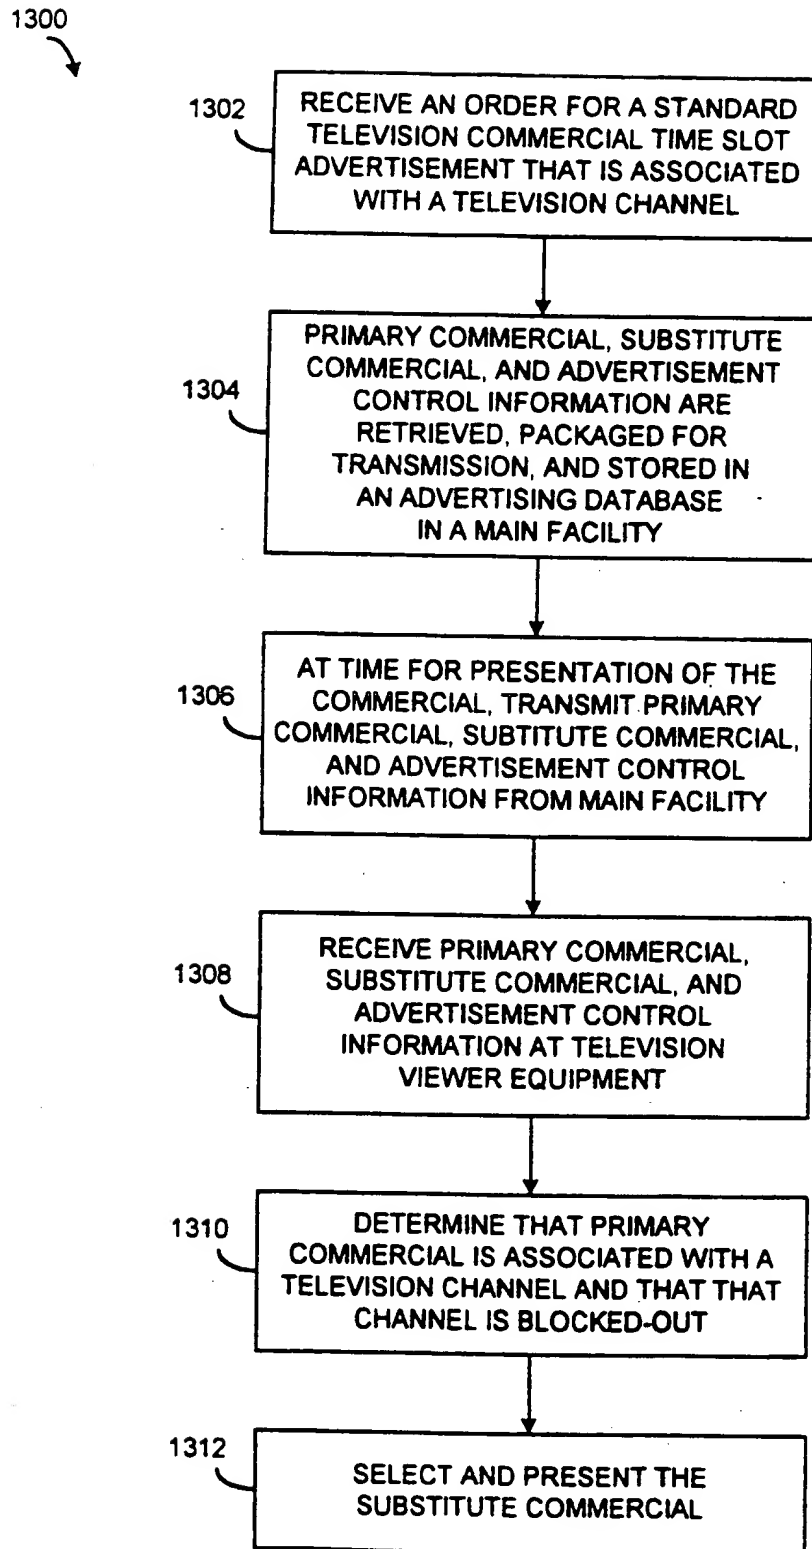 1300
1302
RECEIVE AN ORDER FOR A STANDARD
TELEVISION COMMERCIAL TIME SLOT
ADVERTISEMENT THAT IS ASSOCIATED
WITH A TELEVISION CHANNEL
1304
PRIMARY COMMERCIAL, SUBSTITUTE
COMMERCIAL, AND ADVERTISEMENT
CONTROL INFORMATION ARE
RETRIEVED, PACKAGED FOR
TRANSMISSION, AND STORED IN
AN ADVERTISING DATABASE
IN A MAIN FACILITY
1306
AT TIME FOR PRESENTATION OF THE
COMMERCIAL, TRANSMIT PRIMARY
COMMERCIAL, SUBTITUTE COMMERCIAL,
AND ADVERTISEMENT CONTROL
INFORMATION FROM MAIN FACILITY
1308
RECEIVE PRIMARY COMMERCIAL,
SUBSTITUTE COMMERCIAL, AND
ADVERTISEMENT CONTROL
INFORMATION AT TELEVISION
VIEWER EQUIPMENT
1310
DETERMINE THAT PRIMARY
COMMERCIAL IS ASSOCIATED WITH A
TELEVISION CHANNEL AND THAT THAT
CHANNEL IS BLOCKED-OUT
1312
SELECT AND PRESENT THE
SUBSTITUTE COMMERCIAL